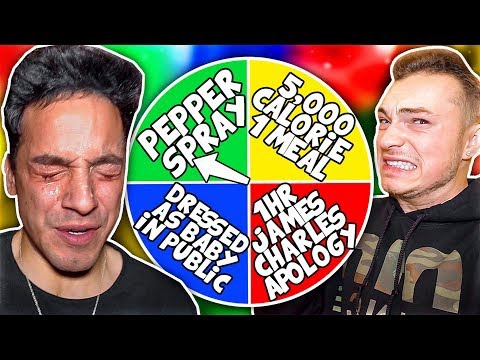 PEPPER
SPRAY
5,000
CALORIE
1 MEAL
DRESSED
AS BABY
IN PUBLIC
1HR
JAMES
CHARLES
APOLOGY